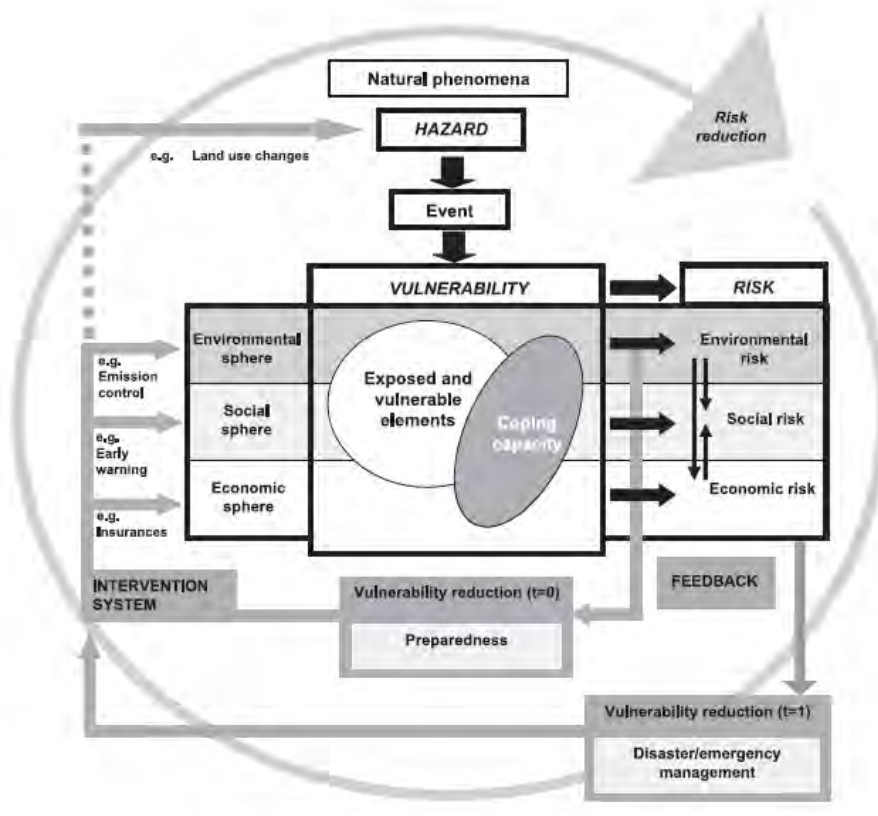 Natural phenomena
HAZARD
Risk
reduction
e.g. Land use changes
Event
VULNERABILITY
RISK
Environmental
sphere
Exposed and
vulnerable
elements
Coping
capacity
Environmental
risk
e.g.
Emission
control
Social
sphere
Social risk
e.g.
Early
warning
Economic
sphere
Economic risk
e.g.
Insurances
INTERVENTION
SYSTEM
Vulnerability reduction (t=0)
Preparedness
FEEDBACK
Vulnerability reduction (t=1)
Disaster/emergency
management